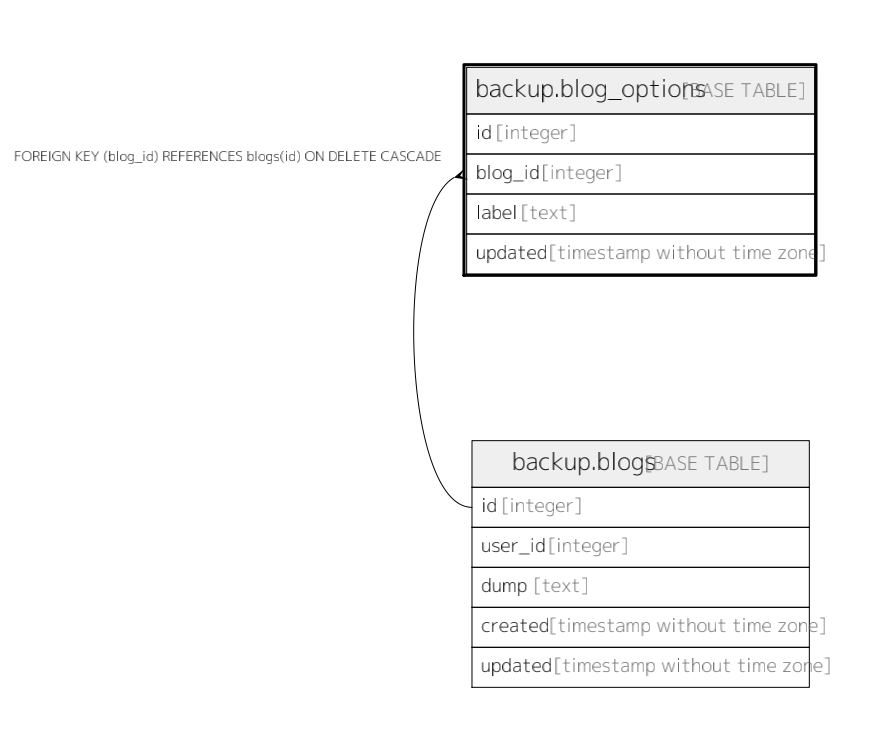 backup.blog_options [BASE TABLE]
id [integer]
FOREIGN KEY (blog_id) REFERENCES blogs(id) ON DELETE CASCADE
blog_id [integer]
label [text]
updated [timestamp without time zone]
backup.blogs [BASE TABLE]
id [integer]
user_id [integer]
dump [text]
created [timestamp without time zone]
updated [timestamp without time zone]